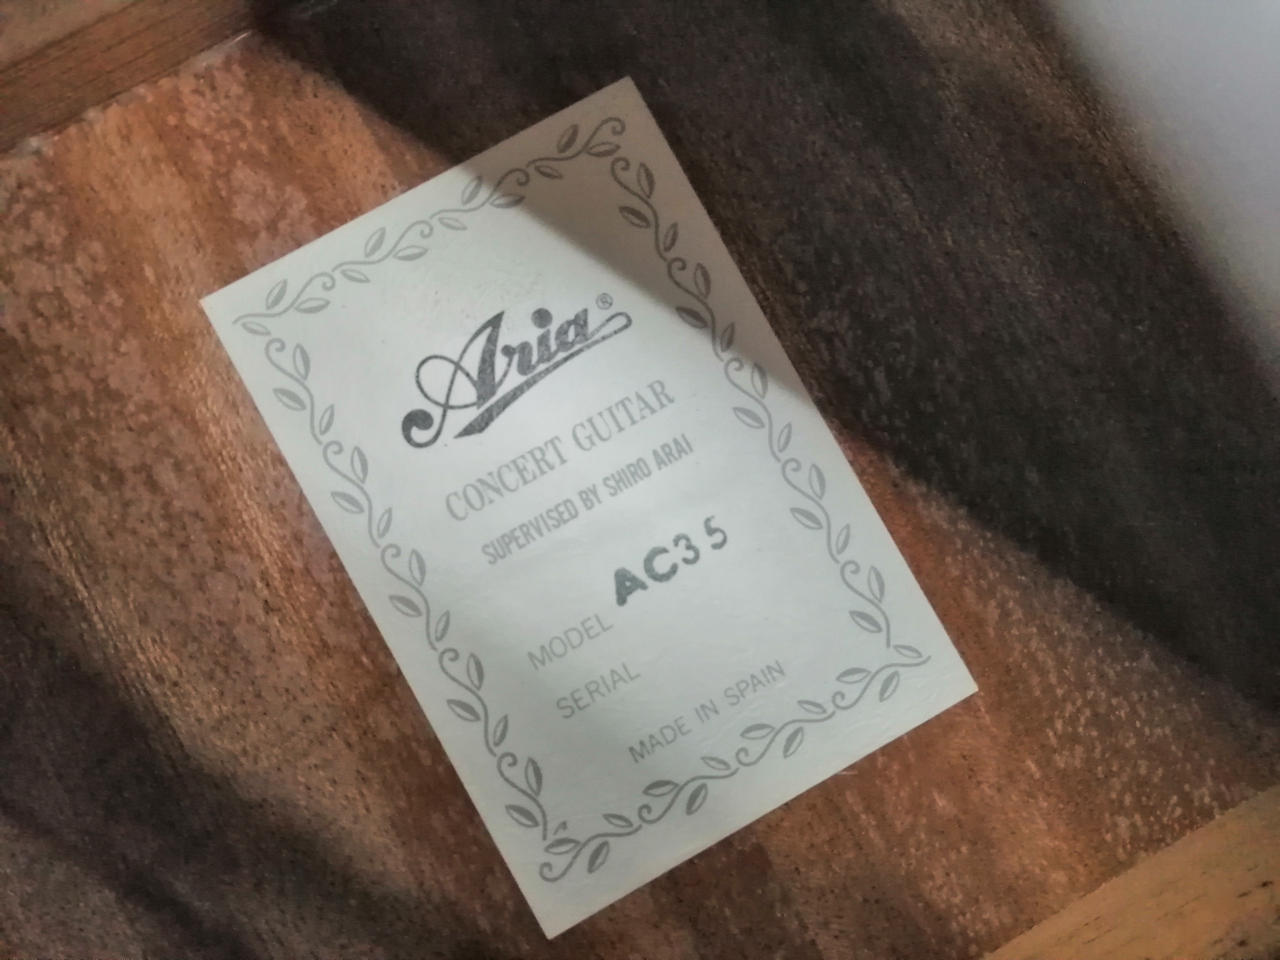 Aria®
CONCERT GUITAR
SUPERVISED BY SHIRO ARAI
MODEL AC35
SERIAL
MADE IN SPAIN